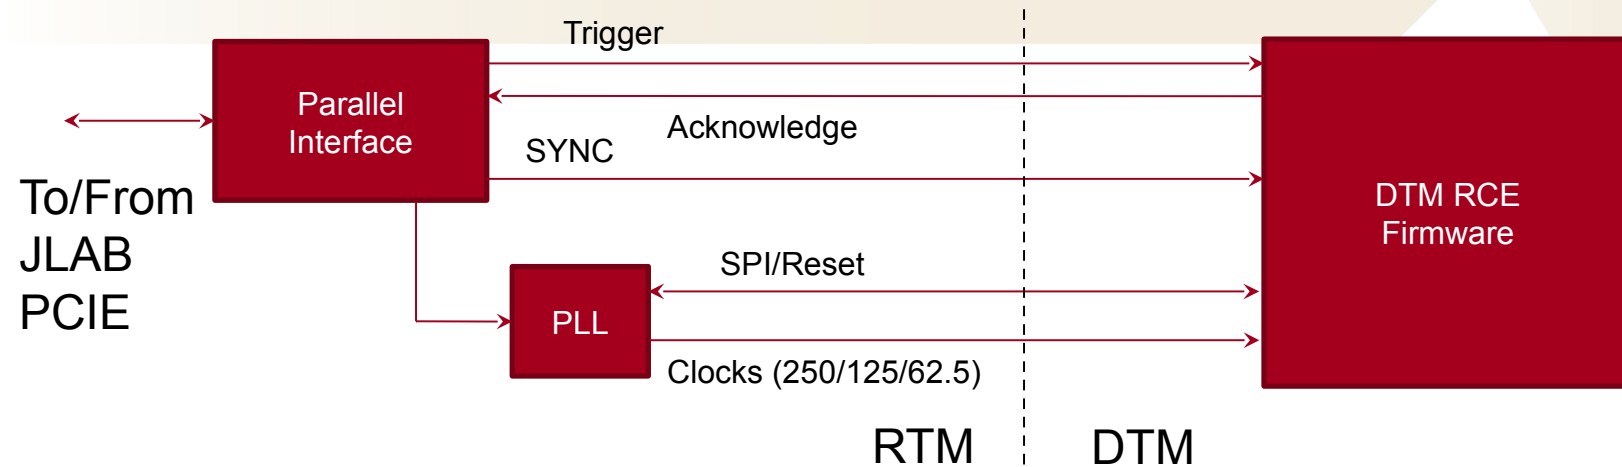 Trigger
Parallel
Interface
Acknowledge
SYNC
To/From
JLAB
PCIE
DTM RCE
Firmware
SPI/Reset
PLL
Clocks (250/125/62.5)
RTM
DTM